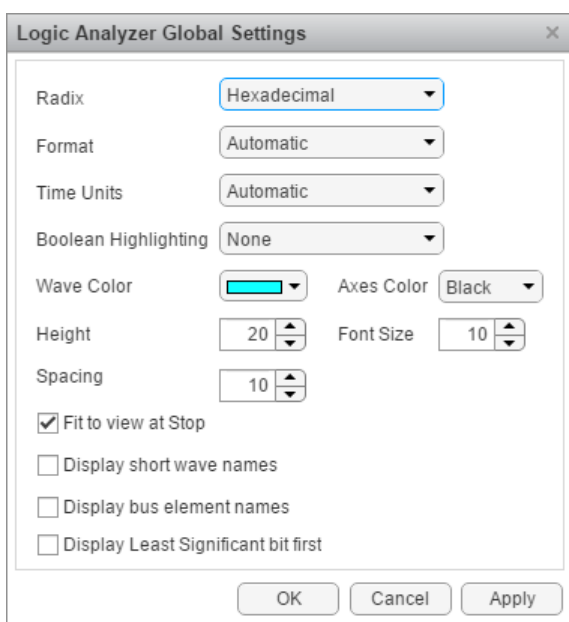 Logic Analyzer Global Settings
Radix Hexadecimal
Format Automatic
Time Units Automatic
Boolean Highlighting None
Wave Color Axes Color Black
Height 20 Font Size 10
Spacing 10
Fit to view at Stop
Display short wave names
Display bus element names
Display Least Significant bit first
OK Cancel Apply